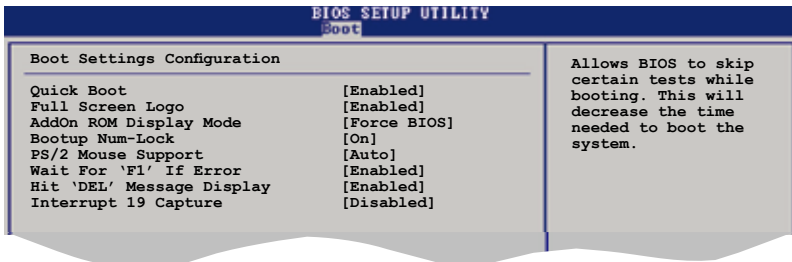 BIOS SETUP UTILITY
Boot
Boot Settings Configuration
Quick Boot [Enabled]
Full Screen Logo [Enabled]
AddOn ROM Display Mode [Force BIOS]
Bootup Num-Lock [On]
PS/2 Mouse Support [Auto]
Wait For ‘F1’ If Error [Enabled]
Hit ‘DEL’ Message Display [Enabled]
Interrupt 19 Capture [Disabled]
Allows BIOS to skip
certain tests while
booting. This will
decrease the time
needed to boot the
system.